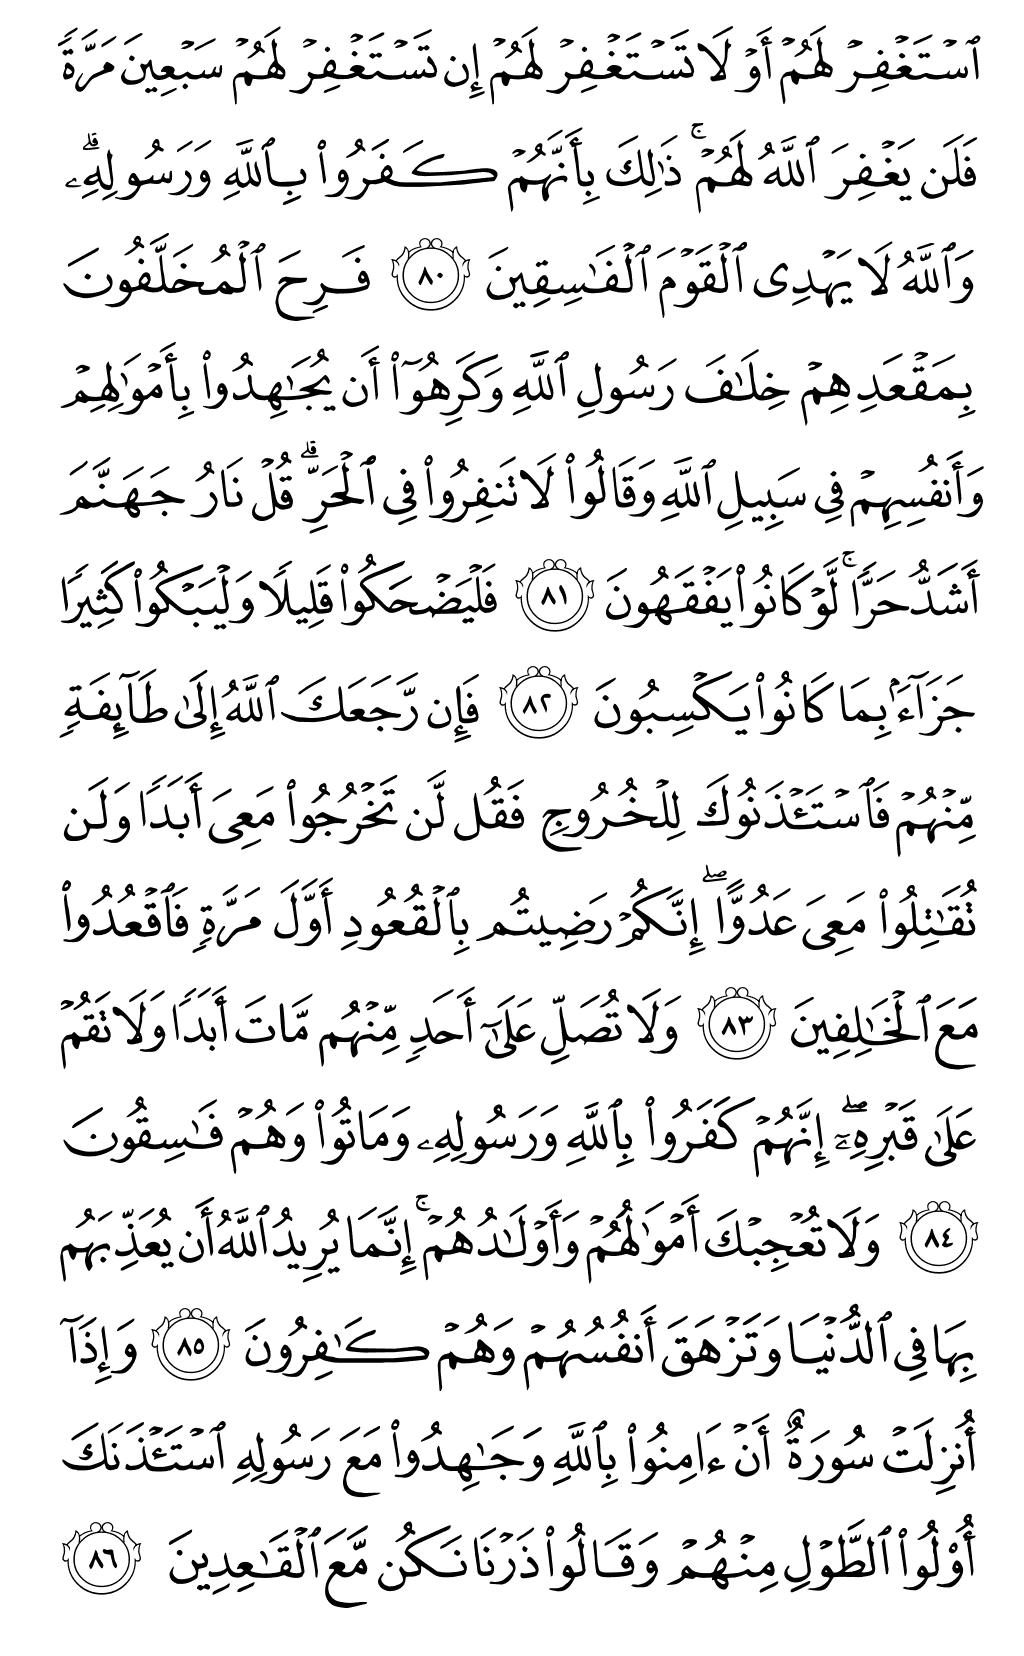 ٱسۡتَغۡفِرۡ لَهُمۡ أَوۡ لَا تَسۡتَغۡفِرۡ لَهُمۡ إِن تَسۡتَغۡفِرۡ لَهُمۡ سَبۡعِينَ مَرَّةٗ
فَلَن يَغۡفِرَ ٱللَّهُ لَهُمۡۚ ذَٰلِكَ بِأَنَّهُمۡ كَفَرُواْ بِٱللَّهِ وَرَسُولِهِۦۗ
وَٱللَّهُ لَا يَهۡدِي ٱلۡقَوۡمَ ٱلۡفَٰسِقِينَ ٨٠ فَرِحَ ٱلۡمُخَلَّفُونَ
بِمَقۡعَدِهِمۡ خِلَٰفَ رَسُولِ ٱللَّهِ وَكَرِهُوٓاْ أَن يُجَٰهِدُواْ بِأَمۡوَٰلِهِمۡ
وَأَنفُسِهِمۡ فِي سَبِيلِ ٱللَّهِ وَقَالُواْ لَا تَنفِرُواْ فِي ٱلۡحَرِّۗ قُلۡ نَارُ جَهَنَّمَ
أَشَدُّ حَرّٗاۚ لَّوۡ كَانُواْ يَفۡقَهُونَ ٨١ فَلۡيَضۡحَكُواْ قَلِيلٗا وَلۡيَبۡكُواْ كَثِيرٗا
جَزَآءَۢ بِمَا كَانُواْ يَكۡسِبُونَ ٨٢ فَإِن رَّجَعَكَ ٱللَّهُ إِلَىٰ طَآئِفَةٖ
مِّنۡهُمۡ فَٱسۡتَـٔۡذَنُوكَ لِلۡخُرُوجِ فَقُل لَّن تَخۡرُجُواْ مَعِيَ أَبَدٗا وَلَن
تُقَٰتِلُواْ مَعِيَ عَدُوًّاۖ إِنَّكُمۡ رَضِيتُم بِٱلۡقُعُودِ أَوَّلَ مَرَّةٖ فَٱقۡعُدُواْ
مَعَ ٱلۡخَٰلِفِينَ ٨٣ وَلَا تُصَلِّ عَلَىٰٓ أَحَدٖ مِّنۡهُم مَّاتَ أَبَدٗا وَلَا تَقُمۡ
عَلَىٰ قَبۡرِهِۦٓۖ إِنَّهُمۡ كَفَرُواْ بِٱللَّهِ وَرَسُولِهِۦ وَمَاتُواْ وَهُمۡ فَٰسِقُونَ
٨٤ وَلَا تُعۡجِبۡكَ أَمۡوَٰلُهُمۡ وَأَوۡلَٰدُهُمۡۚ إِنَّمَا يُرِيدُ ٱللَّهُ أَن يُعَذِّبَهُم
بِهَا فِي ٱلدُّنۡيَا وَتَزۡهَقَ أَنفُسُهُمۡ وَهُمۡ كَٰفِرُونَ ٨٥ وَإِذَآ
أُنزِلَتۡ سُورَةٌ أَنۡ ءَامِنُواْ بِٱللَّهِ وَجَٰهِدُواْ مَعَ رَسُولِهِ ٱسۡتَـٔۡذَنَكَ
أُوْلُواْ ٱلطَّوۡلِ مِنۡهُمۡ وَقَالُواْ ذَرۡنَا نَكُن مَّعَ ٱلۡقَٰعِدِينَ ٨٦